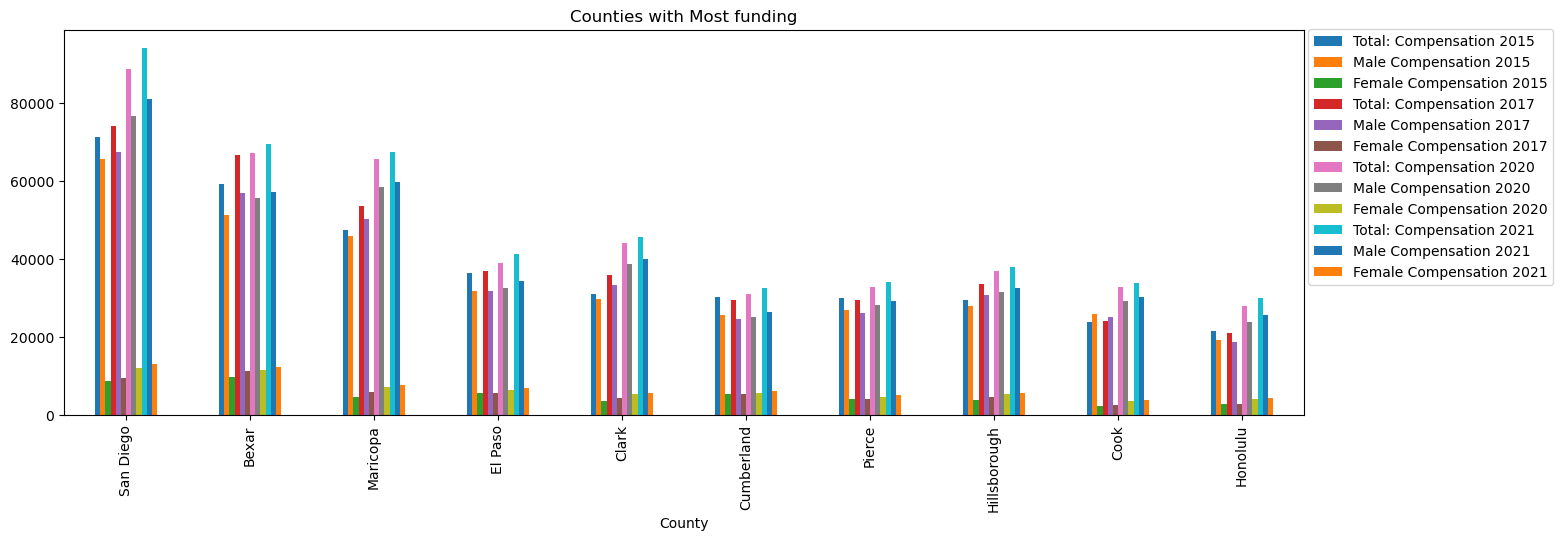 Counties with Most funding
80000
60000
40000
20000
0
San Diego
Bexar
Maricopa
El Paso
Clark
Cumberland
Pierce
Hillsborough
Cook
Honolulu
County
Total: Compensation 2015
Male Compensation 2015
Female Compensation 2015
Total: Compensation 2017
Male Compensation 2017
Female Compensation 2017
Total: Compensation 2020
Male Compensation 2020
Female Compensation 2020
Total: Compensation 2021
Male Compensation 2021
Female Compensation 2021